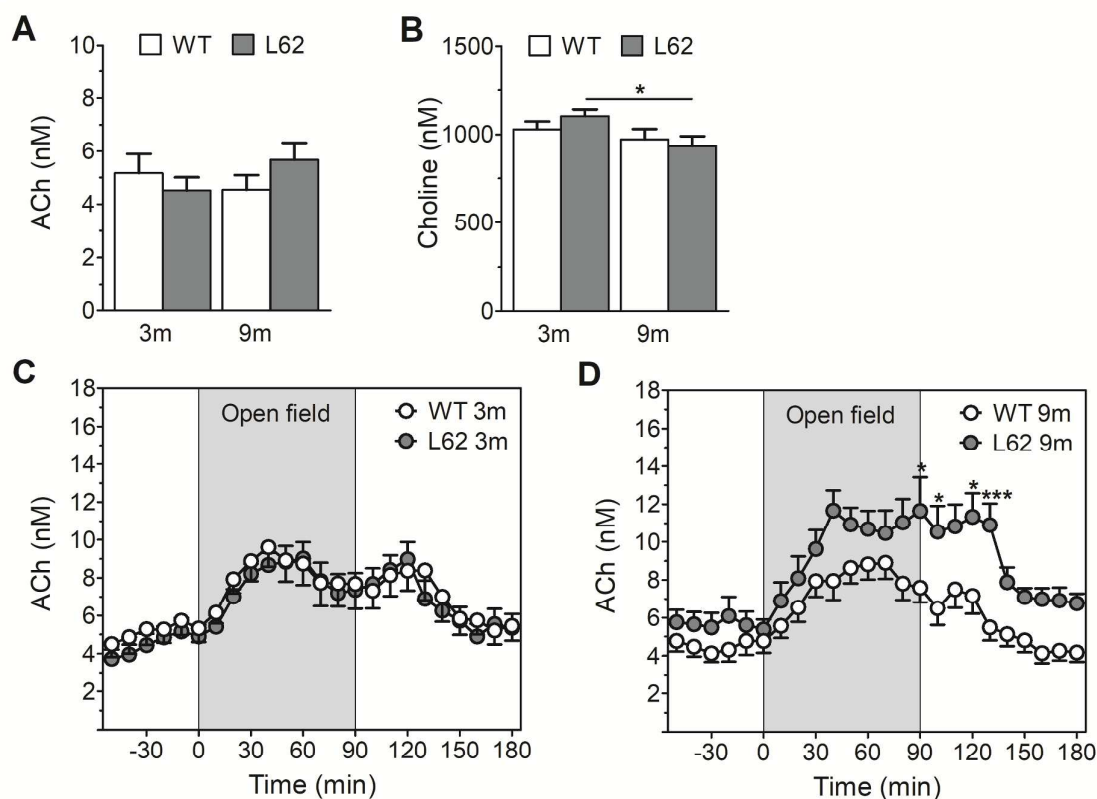 A
WT L62
ACh (nM)
10
8
6
4
2
0
3m 9m
B
WT L62
Choline (nM)
1500
1000
500
0
*
3m 9m
C
ACh (nM)
18
16
14
12
10
8
6
4
2
Open field
WT 3m
L62 3m
-30 0 30 60 90 120 150 180
Time (min)
D
ACh (nM)
18
16
14
12
10
8
6
4
2
Open field
WT 9m
L62 9m
*
*
*
***
-30 0 30 60 90 120 150 180
Time (min)